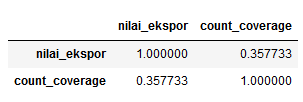 nilai_ekspor count_coverage
nilai_ekspor 1.000000 0.357733
count_coverage 0.357733 1.000000